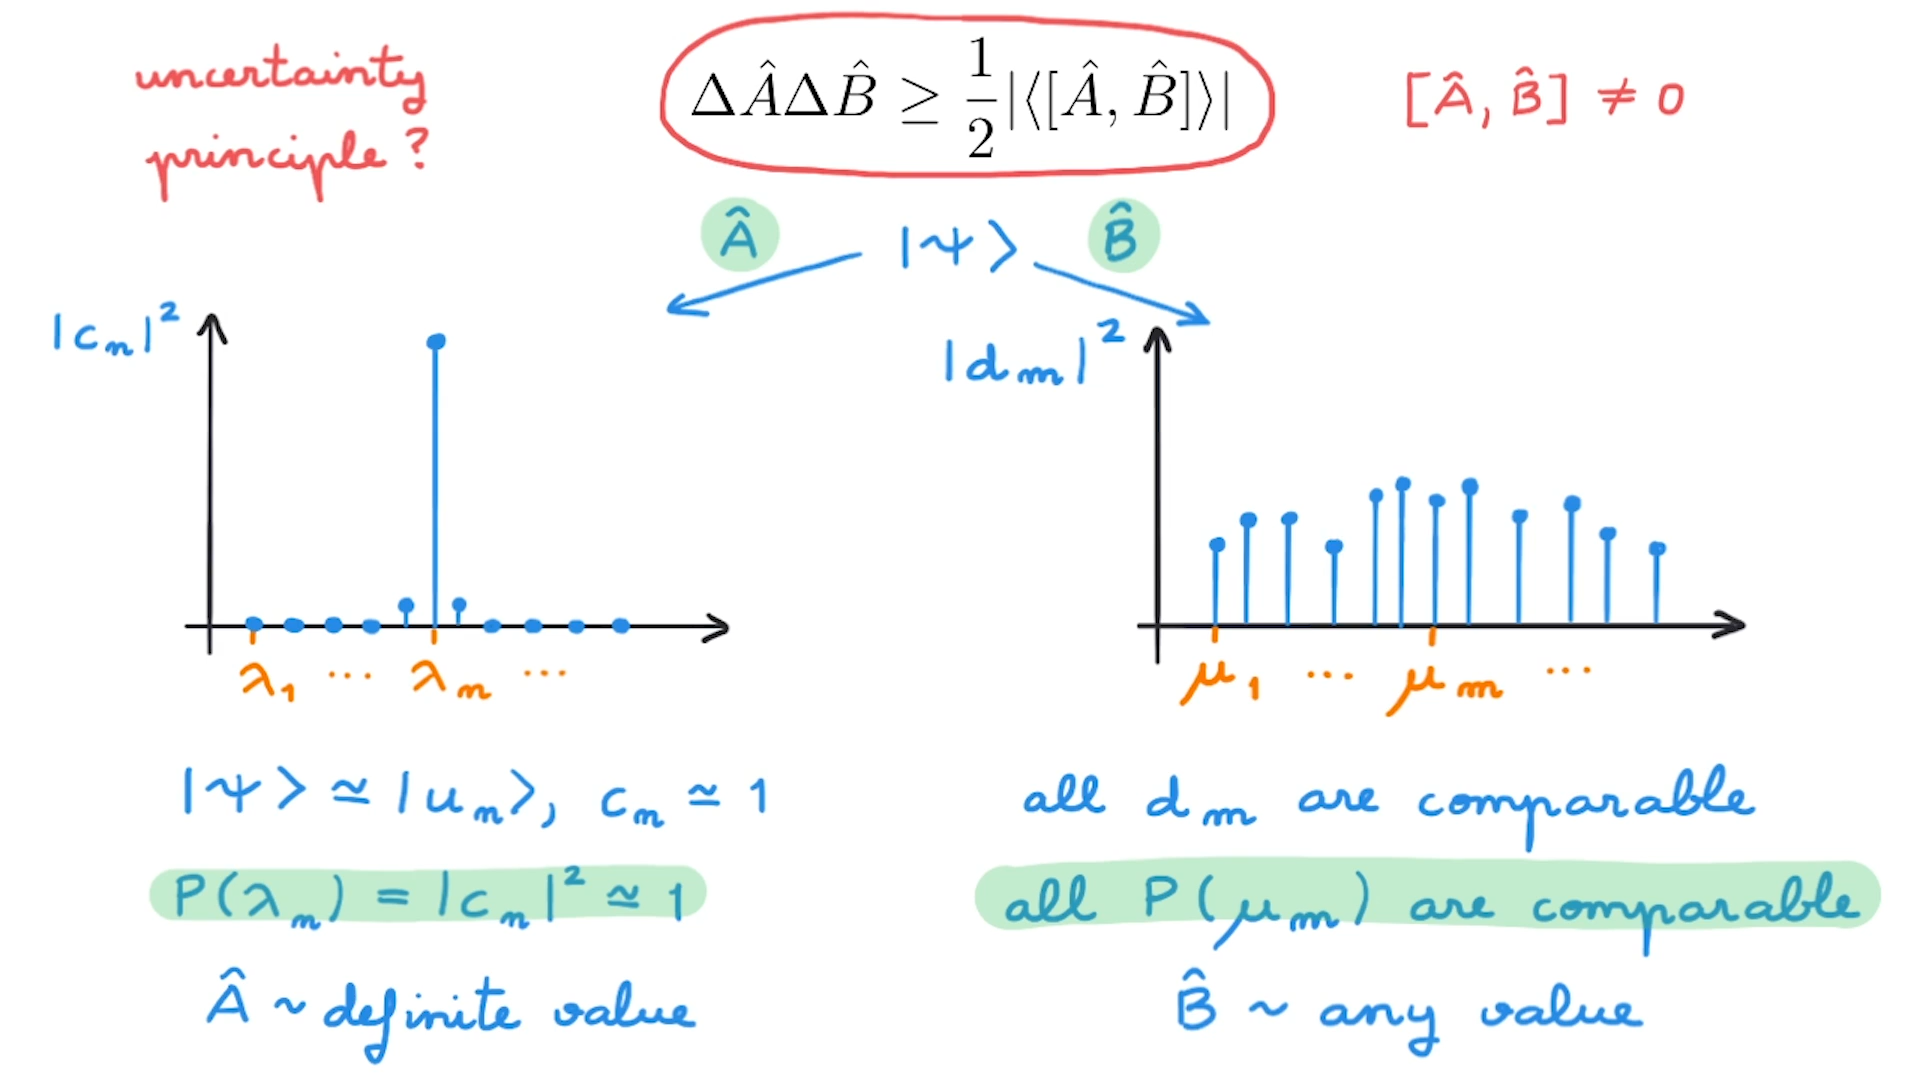 uncertainty
principle?
ΔÂΔB̂ ≥ 1/2|⟨[Â, B̂]⟩|
[Â, B̂] ≠ 0
Â |ψ⟩ B̂
|cₙ|²
|dₘ|²
λ₁ ... λₙ ...
μ₁ ... μₘ ...
|ψ⟩ ≃ |uₙ⟩, cₙ ≃ 1
P(λₙ) = |cₙ|² ≃ 1
Â ~ definite value
all dₘ are comparable
all P(μₘ) are comparable
B̂ ~ any value